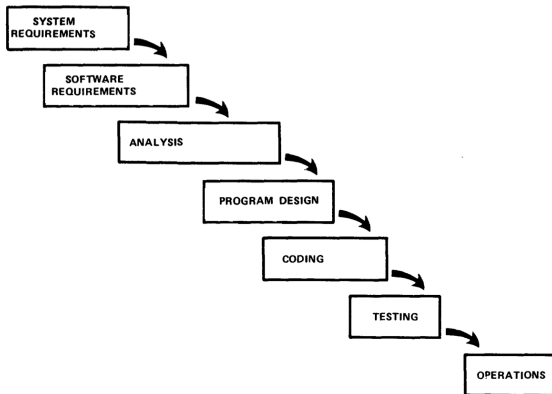 SYSTEM
REQUIREMENTS
SOFTWARE
REQUIREMENTS
ANALYSIS
PROGRAM DESIGN
CODING
TESTING
OPERATIONS